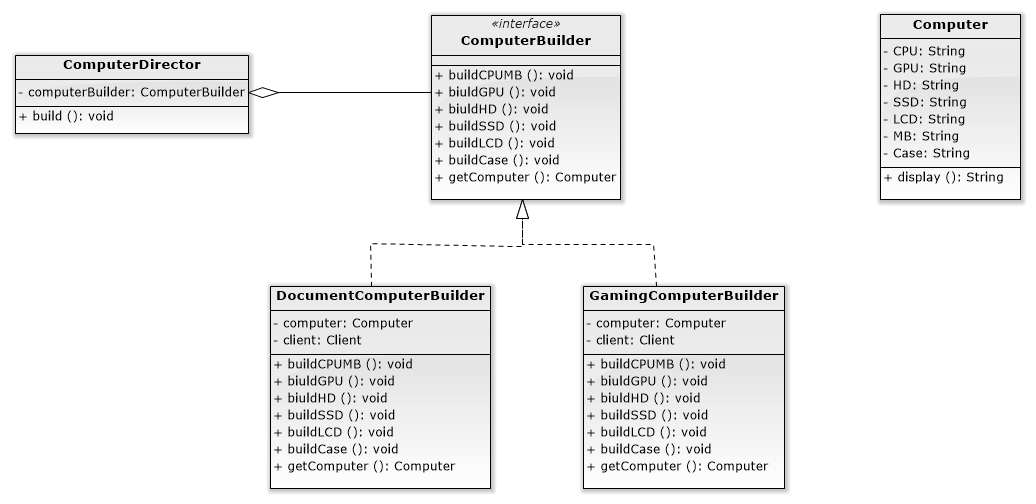 ComputerDirector
- computerBuilder: ComputerBuilder
+ build (): void
«interface»
ComputerBuilder
+ buildCPUMB (): void
+ biuldGPU (): void
+ biuldHD (): void
+ buildSSD (): void
+ buildLCD (): void
+ buildCase (): void
+ getComputer (): Computer
Computer
- CPU: String
- GPU: String
- HD: String
- SSD: String
- LCD: String
- MB: String
- Case: String
+ display (): String
DocumentComputerBuilder
- computer: Computer
- client: Client
+ buildCPUMB (): void
+ biuldGPU (): void
+ biuldHD (): void
+ buildSSD (): void
+ buildLCD (): void
+ buildCase (): void
+ getComputer (): Computer
GamingComputerBuilder
- computer: Computer
- client: Client
+ buildCPUMB (): void
+ biuldGPU (): void
+ biuldHD (): void
+ buildSSD (): void
+ buildLCD (): void
+ buildCase (): void
+ getComputer (): Computer